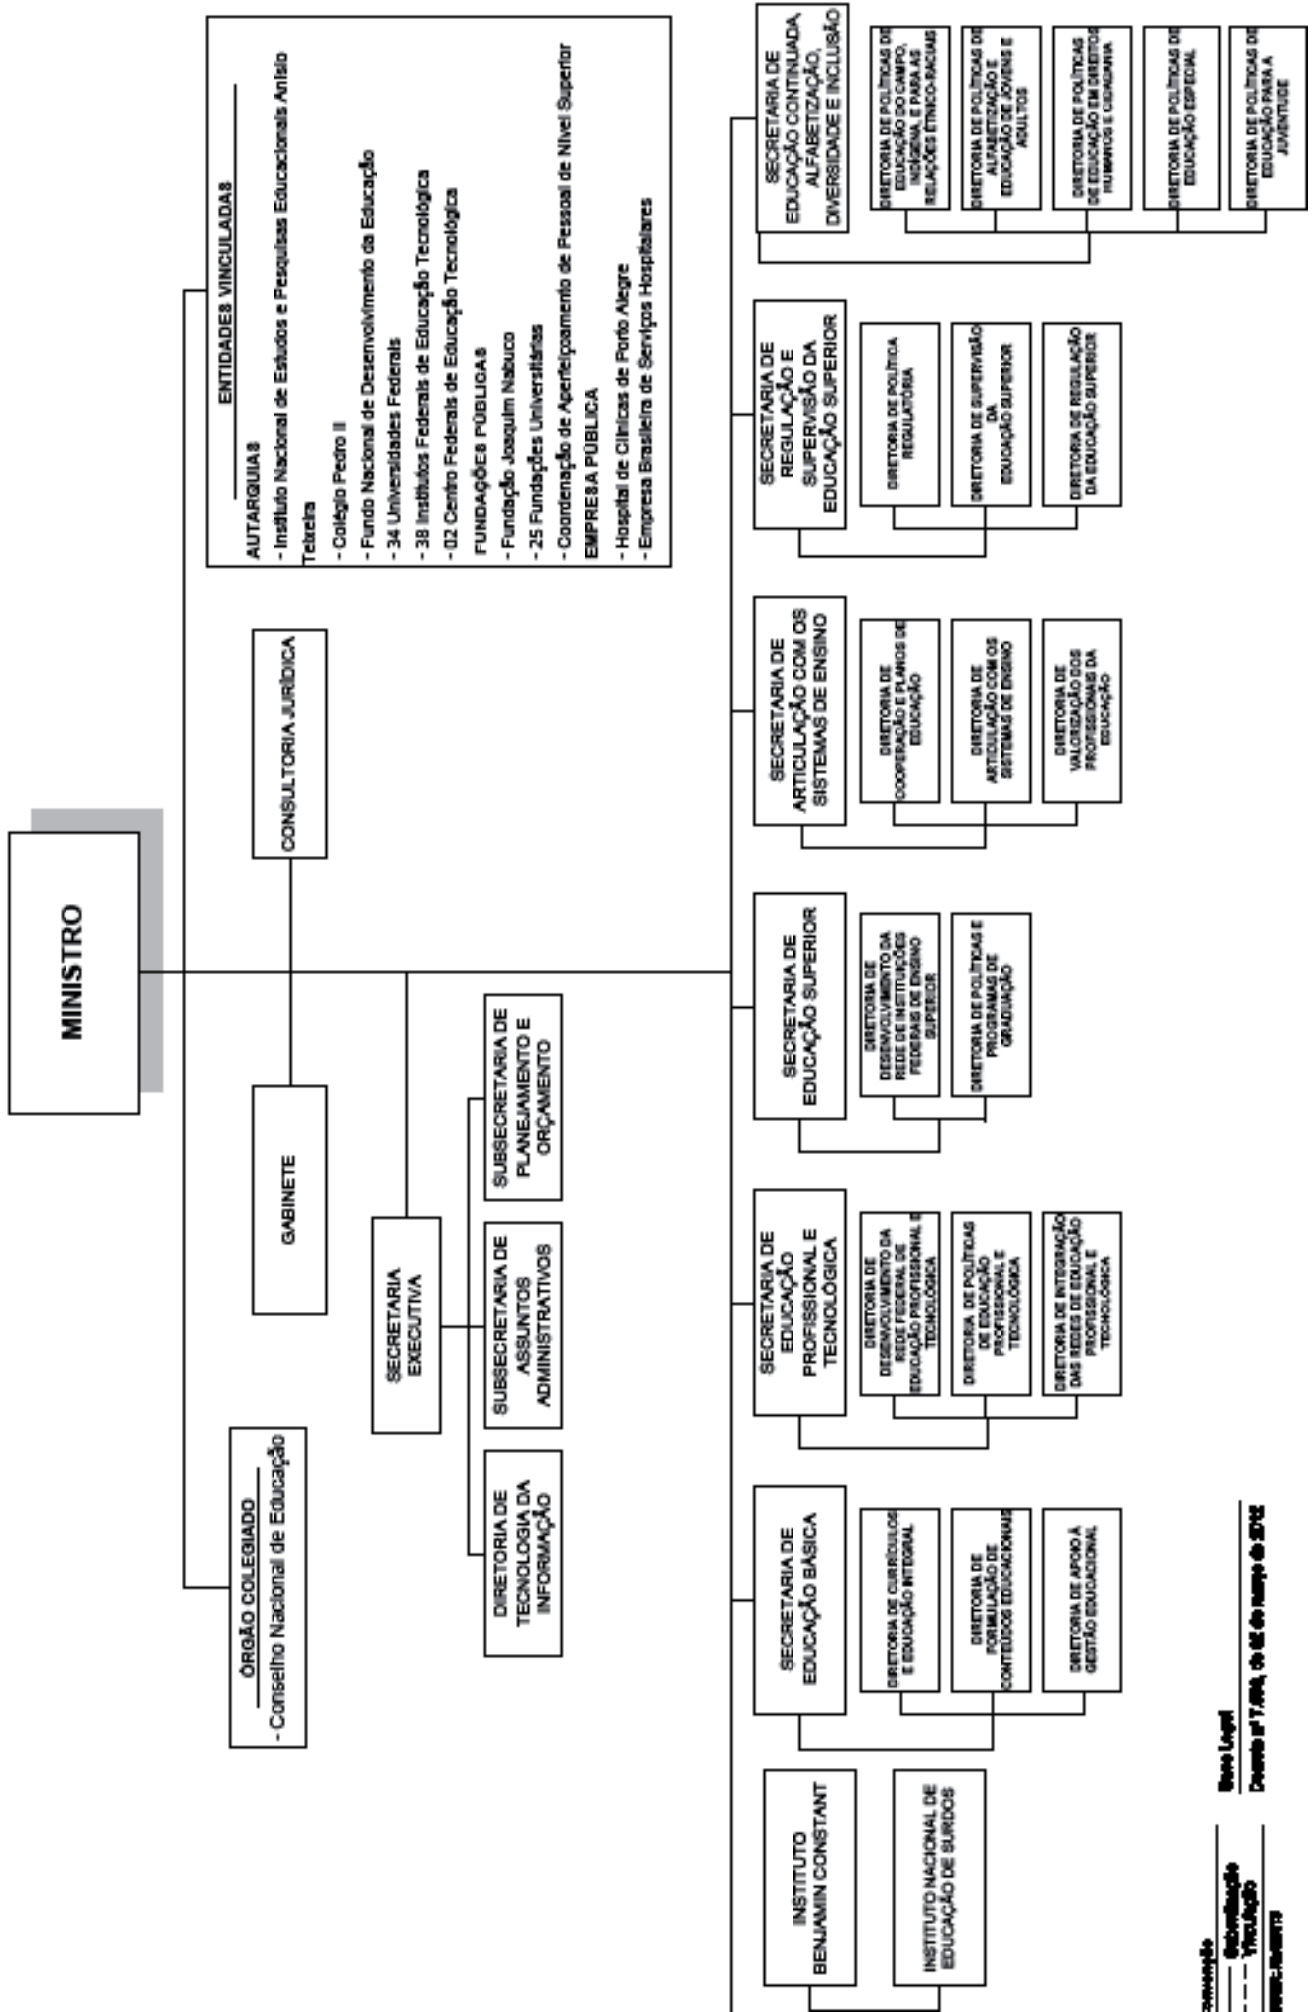 MINISTRO
ÓRGÃO COLEGIADO
- Conselho Nacional de Educação
GABINETE
CONSULTORIA JURÍDICA
ENTIDADES VINCULADAS
AUTARQUIAS
- Instituto Nacional de Estudos e Pesquisas Educacionais Anísio
Teixeira
- Colégio Pedro II
- Fundo Nacional de Desenvolvimento da Educação
- 34 Universidades Federais
- 38 Institutos Federais de Educação Tecnológica
- 02 Centro Federais de Educação Tecnológica
FUNDAÇÕES PÚBLICAS
- Fundação Joaquim Nabuco
- 25 Fundações Universitárias
- Coordenação de Aperfeiçoamento de Pessoal de Nível Superior
EMPRESA PÚBLICA
- Hospital de Clínicas de Porto Alegre
- Empresa Brasileira de Serviços Hospitalares
SECRETARIA
EXECUTIVA
DIRETORIA DE
TECNOLOGIA DA
INFORMAÇÃO
SUBSECRETARIA DE
ASSUNTOS
ADMINISTRATIVOS
SUBSECRETARIA DE
PLANEJAMENTO E
ORÇAMENTO
INSTITUTO
BENJAMIN CONSTANT
INSTITUTO NACIONAL DE
EDUCAÇÃO DE SURDOS
SECRETARIA DE
EDUCAÇÃO BÁSICA
DIRETORIA DE CURRÍCULOS
E EDUCAÇÃO INTEGRAL
DIRETORIA DE
FORMULAÇÃO DE
CONTEÚDOS EDUCACIONAIS
DIRETORIA DE APOIO À
GESTÃO EDUCACIONAL
SECRETARIA DE
EDUCAÇÃO
PROFISSIONAL E
TECNOLÓGICA
DIRETORIA DE
DESENVOLVIMENTO DA
REDE FEDERAL DE
EDUCAÇÃO PROFISSIONAL E
TECNOLÓGICA
DIRETORIA DE POLÍTICAS
DE EDUCAÇÃO
PROFISSIONAL E
TECNOLÓGICA
DIRETORIA DE INTEGRAÇÃO
DAS REDES DE EDUCAÇÃO
PROFISSIONAL E
TECNOLÓGICA
SECRETARIA DE
EDUCAÇÃO SUPERIOR
DIRETORIA DE
DESENVOLVIMENTO DA
REDE DE INSTITUIÇÕES
FEDERAIS DE ENSINO
SUPERIOR
DIRETORIA DE POLÍTICAS E
PROGRAMAS DE
GRADUAÇÃO
SECRETARIA DE
ARTICULAÇÃO COM OS
SISTEMAS DE ENSINO
DIRETORIA DE
COOPERAÇÃO E PLANOS DE
EDUCAÇÃO
DIRETORIA DE
ARTICULAÇÃO COM OS
SISTEMAS DE ENSINO
DIRETORIA DE
VALORIZAÇÃO DOS
PROFISSIONAIS DA
EDUCAÇÃO
SECRETARIA DE
REGULAÇÃO E
SUPERVISÃO DA
EDUCAÇÃO SUPERIOR
DIRETORIA DE POLÍTICA
REGULATÓRIA
DIRETORIA DE SUPERVISÃO
DA
EDUCAÇÃO SUPERIOR
DIRETORIA DE REGULAÇÃO
DA EDUCAÇÃO SUPERIOR
SECRETARIA DE
EDUCAÇÃO CONTINUADA,
ALFABETIZAÇÃO,
DIVERSIDADE E INCLUSÃO
DIRETORIA DE POLÍTICAS DE
EDUCAÇÃO DO CAMPO,
INDÍGENA, E PARA AS
RELAÇÕES ÉTNICO-RACIAIS
DIRETORIA DE POLÍTICAS DE
ALFABETIZAÇÃO E
EDUCAÇÃO DE JOVENS E
ADULTOS
DIRETORIA DE POLÍTICAS
DE EDUCAÇÃO EM DIREITOS
HUMANOS E CIDADANIA
DIRETORIA DE POLÍTICAS DE
EDUCAÇÃO ESPECIAL
DIRETORIA DE POLÍTICAS DE
EDUCAÇÃO PARA A
JUVENTUDE
Subordinação
Vinculação
Base Legal
de março de 2012